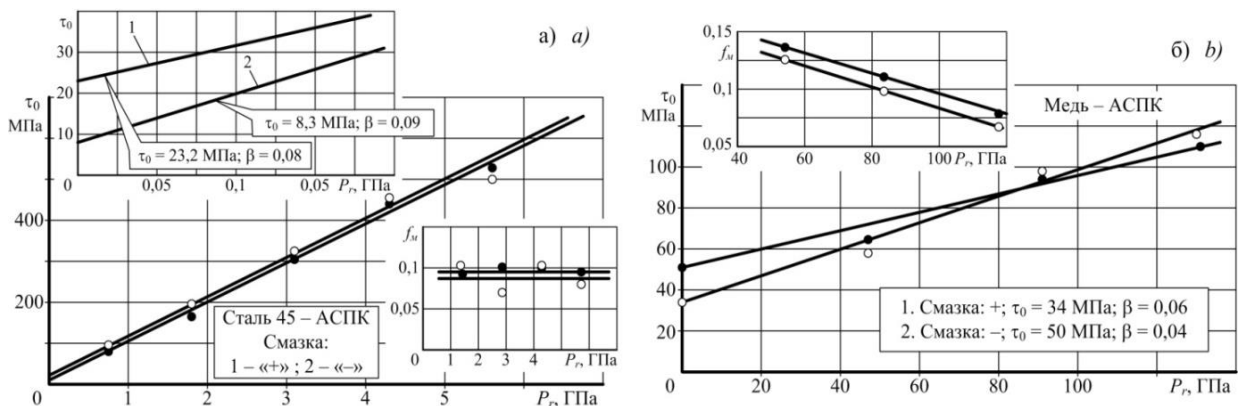 τ₀
30
20
10
0
0,05
0,1
0,05
Pᵣ, ГПа
1
2
τ₀ = 8,3 МПа; β = 0,09
τ₀ = 23,2 МПа; β = 0,08
а) a)
τ₀
МПа
400
200
0
1
2
3
4
5
Pᵣ, ГПа
Сталь 45 – АСПК
Смазка:
1 – «+» ; 2 – «–»
fₘ
0,1
0,05
1
2
3
4
Pᵣ, ГПа
б) b)
0,15
fₘ
0,1
0,05
40
60
80
100
Pᵣ, ГПа
τ₀
МПа
Медь – АСПК
100
80
60
40
20
0
20
40
60
80
100
Pᵣ, ГПа
1. Смазка: +; τ₀ = 34 МПа; β = 0,06
2. Смазка: –; τ₀ = 50 МПа; β = 0,04